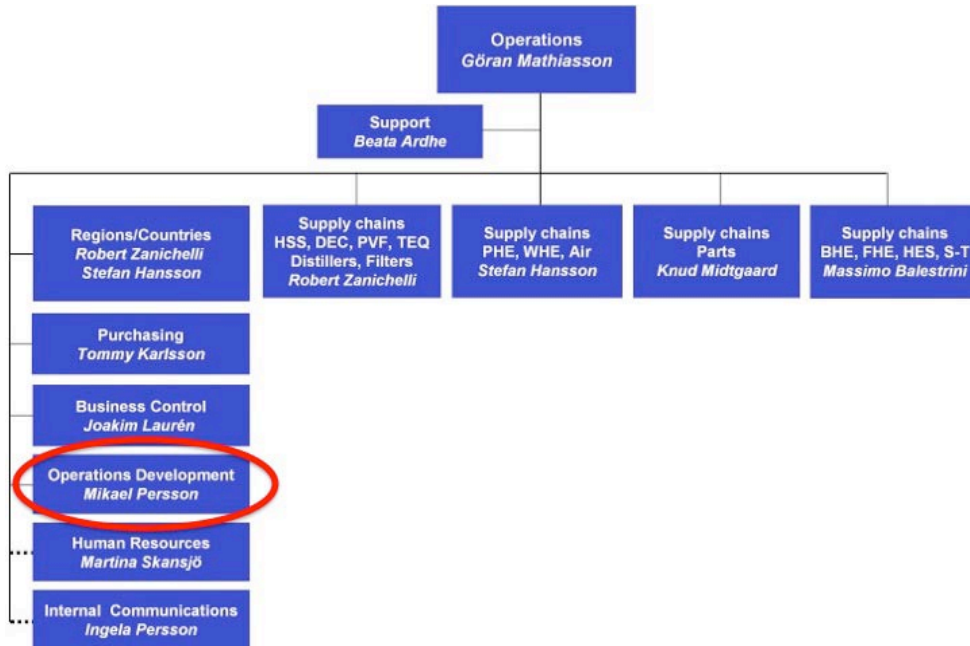 Operations
Göran Mathiasson
Support
Beata Ardhe
Regions/Countries
Robert Zanichelli
Stefan Hansson
Supply chains
HSS, DEC, PVF, TEQ
Distillers, Filters
Robert Zanichelli
Supply chains
PHE, WHE, Air
Stefan Hansson
Supply chains
Parts
Knud Midtgaard
Supply chains
BHE, FHE, HES, S-T
Massimo Balestrini
Purchasing
Tommy Karlsson
Business Control
Joakim Laurén
Operations Development
Mikael Persson
Human Resources
Martina Skansjö
Internal Communications
Ingela Persson